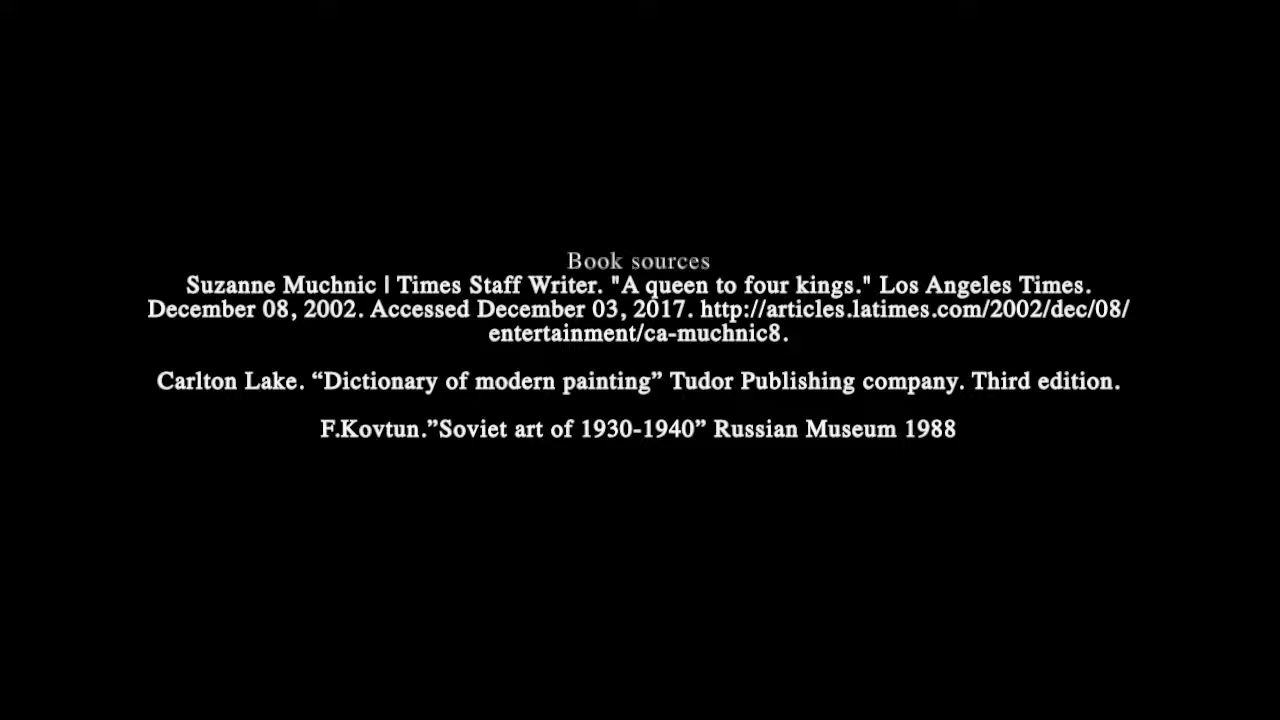 Book sources
Suzanne Muchnic | Times Staff Writer. "A queen to four kings." Los Angeles Times.
December 08, 2002. Accessed December 03, 2017. http://articles.latimes.com/2002/dec/08/
entertainment/ca-muchnic8.
Carlton Lake. “Dictionary of modern painting” Tudor Publishing company. Third edition.
F.Kovtun.”Soviet art of 1930-1940” Russian Museum 1988